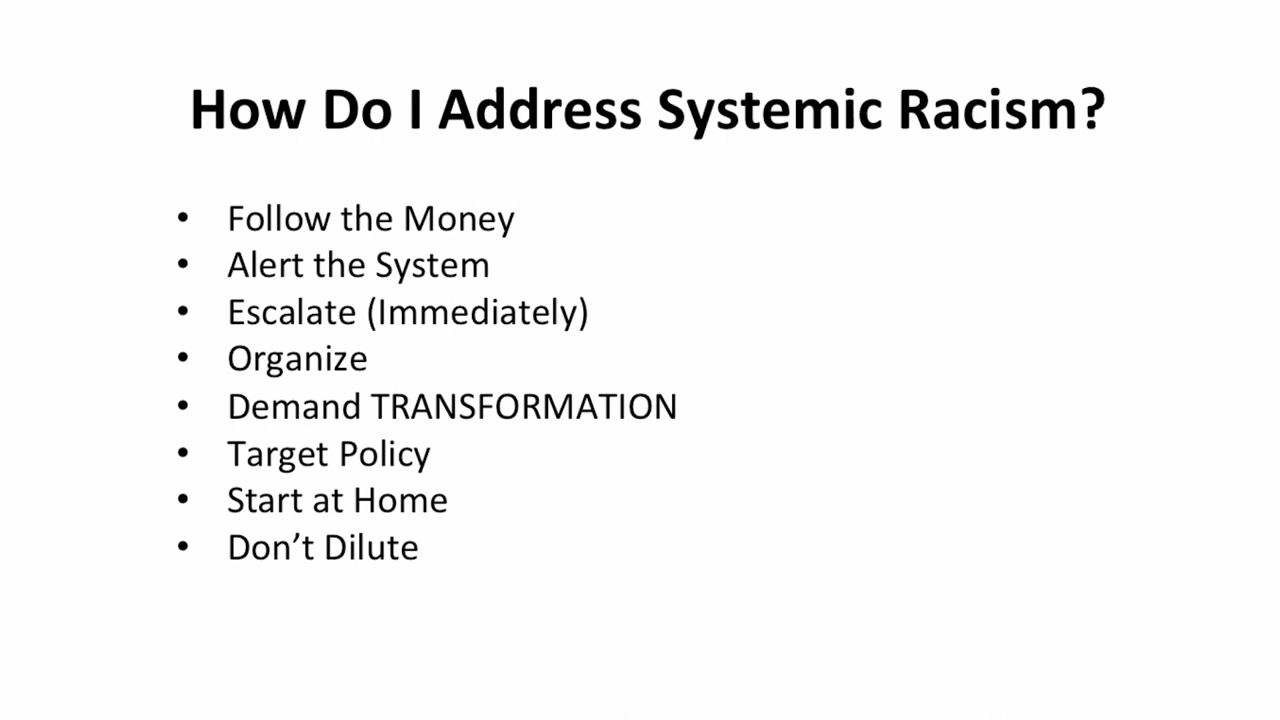 How Do I Address Systemic Racism?
• Follow the Money
• Alert the System
• Escalate (Immediately)
• Organize
• Demand TRANSFORMATION
• Target Policy
• Start at Home
• Don’t Dilute